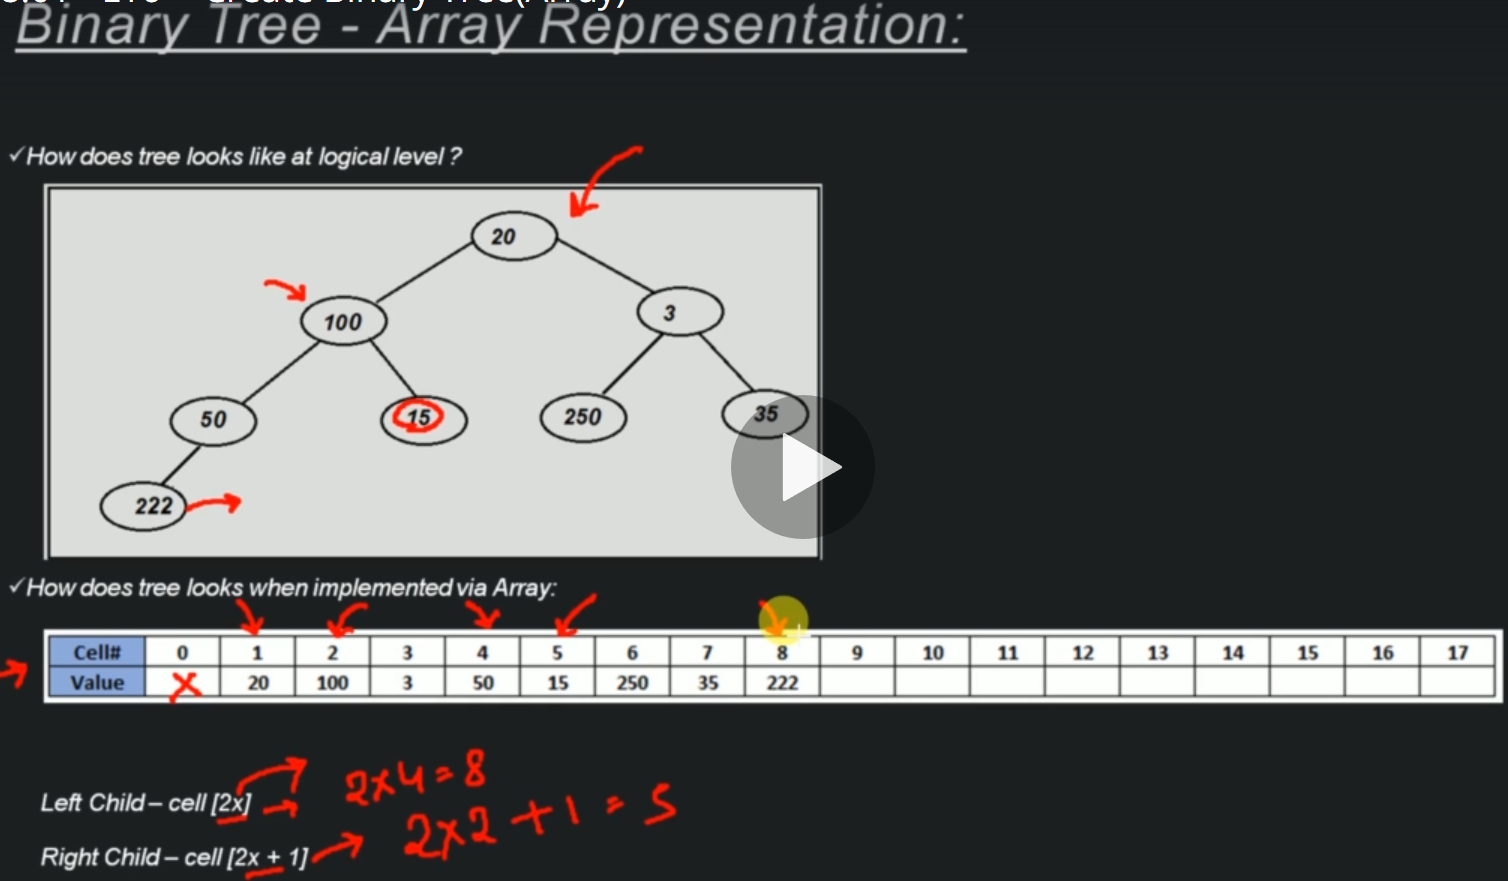 Binary Tree - Array Representation:
✓How does tree looks like at logical level ?
20
100
3
50
15
250
35
222
✓How does tree looks when implemented via Array:
Cell# 0 1 2 3 4 5 6 7 8 9 10 11 12 13 14 15 16 17
Value X 20 100 3 50 15 250 35 222
Left Child – cell [2x] 2x4=8
Right Child – cell [2x + 1] 2x2+1=5